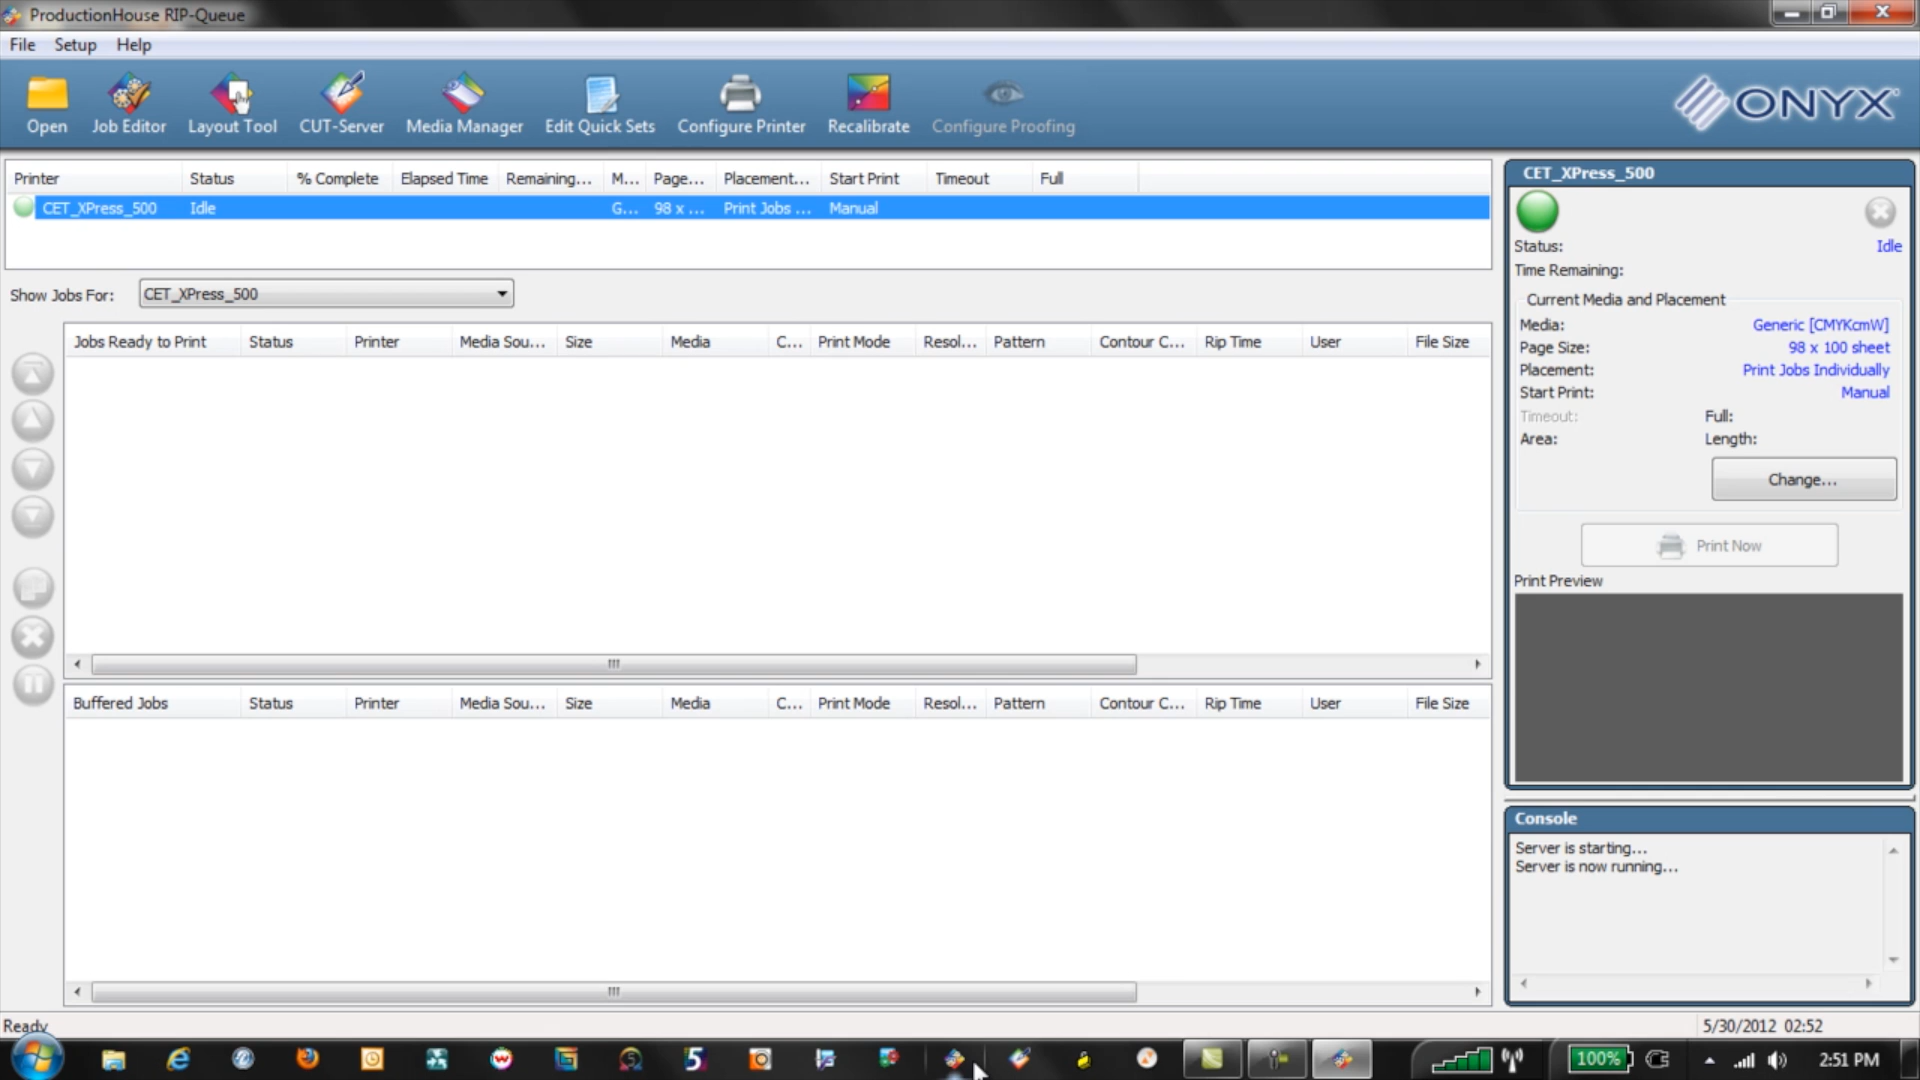 ProductionHouse RIP-Queue
File Setup Help
Open Job Editor Layout Tool CUT-Server Media Manager Edit Quick Sets Configure Printer Recalibrate Configure Proofing
ONYX
Printer Status % Complete Elapsed Time Remaining... M... Page... Placement... Start Print Timeout Full
CET_XPress_500 Idle G... 98 x ... Print Jobs ... Manual
Show Jobs For: CET_XPress_500
Jobs Ready to Print Status Printer Media Sou... Size Media C... Print Mode Resol... Pattern Contour C... Rip Time User File Size
Buffered Jobs Status Printer Media Sou... Size Media C... Print Mode Resol... Pattern Contour C... Rip Time User File Size
CET_XPress_500
Status: Idle
Time Remaining:
Current Media and Placement
Media: Generic [CMYKcmW]
Page Size: 98 x 100 sheet
Placement: Print Jobs Individually
Start Print: Manual
Timeout: Full:
Area: Length:
Change...
Print Now
Print Preview
Console
Server is starting...
Server is now running...
Ready
5/30/2012 02:52
5
100%
2:51 PM